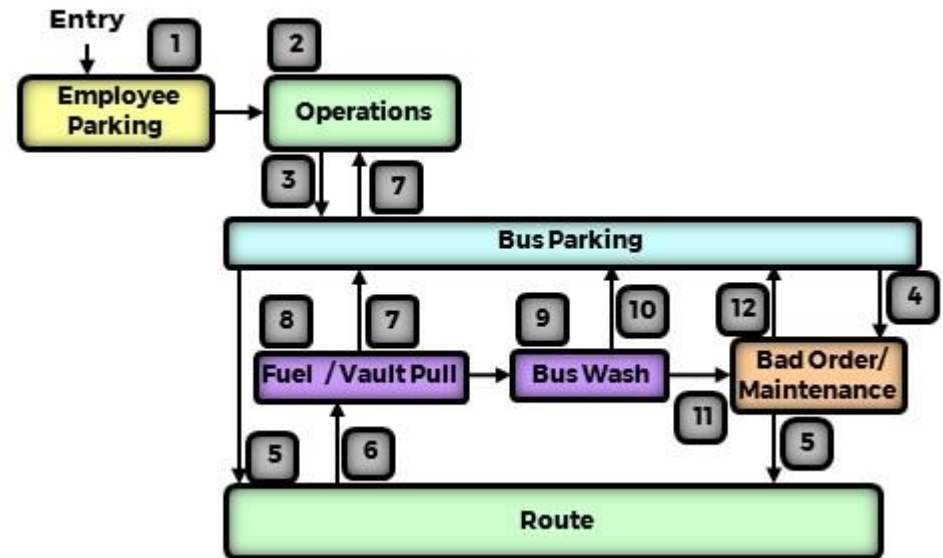 Entry
1
2
Employee
Parking
Operations
3
7
Bus Parking
8
7
9
10
12
4
Fuel / Vault Pull
Bus Wash
Bad Order/
Maintenance
11
5
6
5
Route